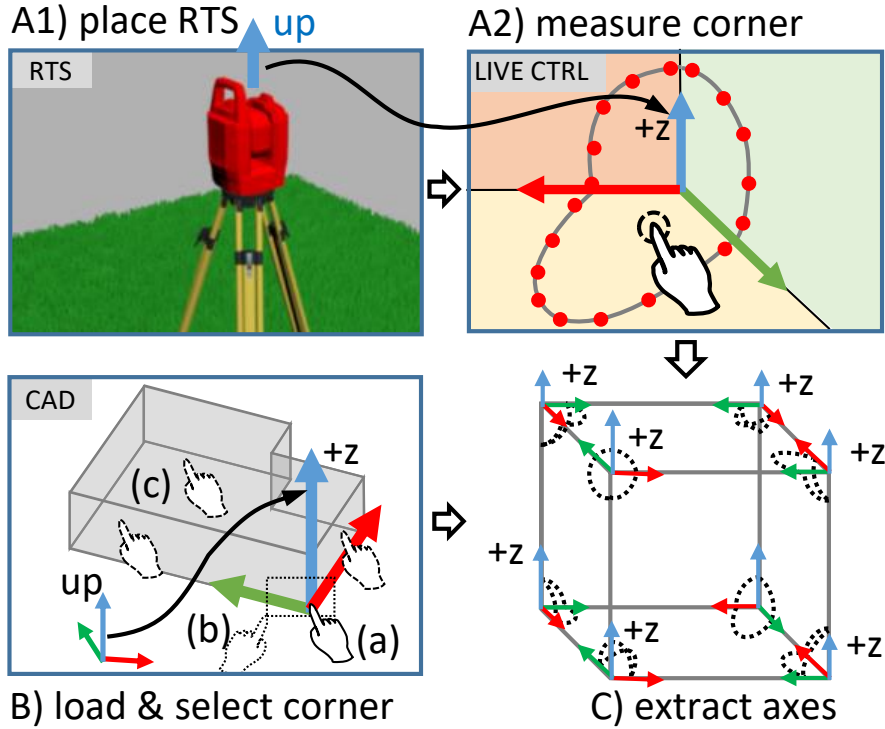 A1) place RTS
up
A2) measure corner
RTS
LIVE CTRL
+z
CAD
+z
(c)
up
(b)
(a)
+z
+z
+z
+z
+z
+z
+z
B) load & select corner
C) extract axes